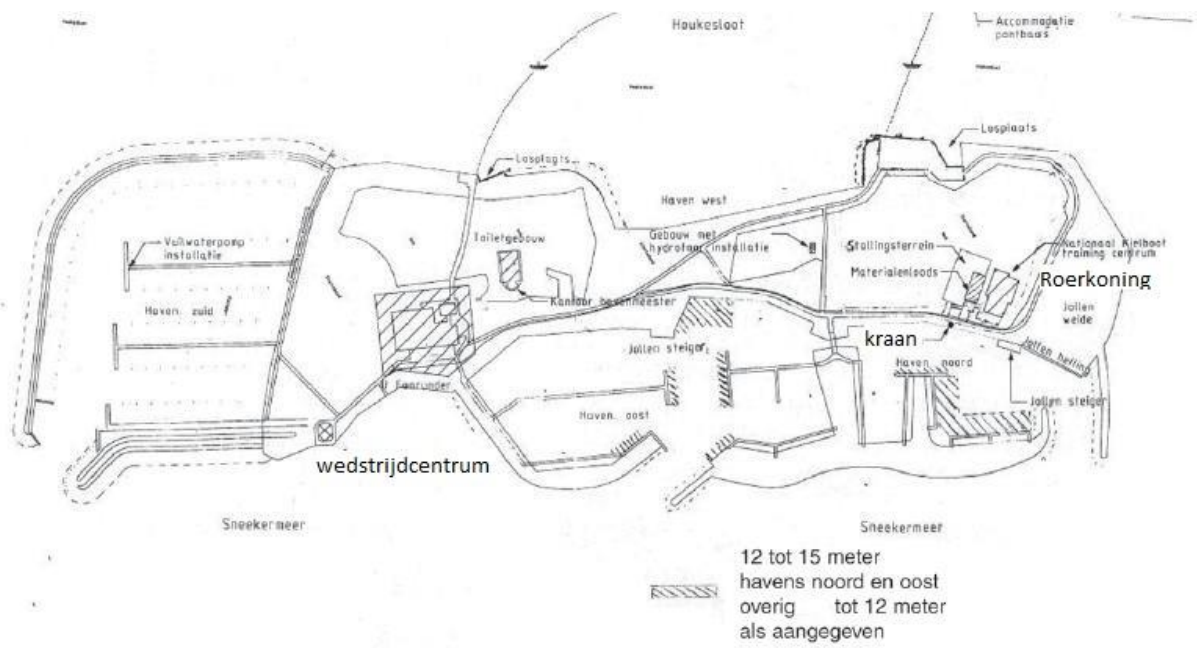 Houkesloot
Accommodatie
pontbaas
Losplaats
Losplaats
Haven west
Toiletgebouw
Gebouw met
hydrofoor installatie
Stallingsterrein
Nationaal Kielboot
training centrum
Vuilwaterpomp
installatie
Materialenloods
Roerkoning
Kantoor havenmeester
Haven zuid
Jollen
weide
kraan
Jollen steiger
Jollen helling
Haven noord
Haven oost
Jollen steiger
wedstrijdcentrum
Sneekermeer
Sneekermeer
12 tot 15 meter
havens noord en oost
overig tot 12 meter
als aangegeven